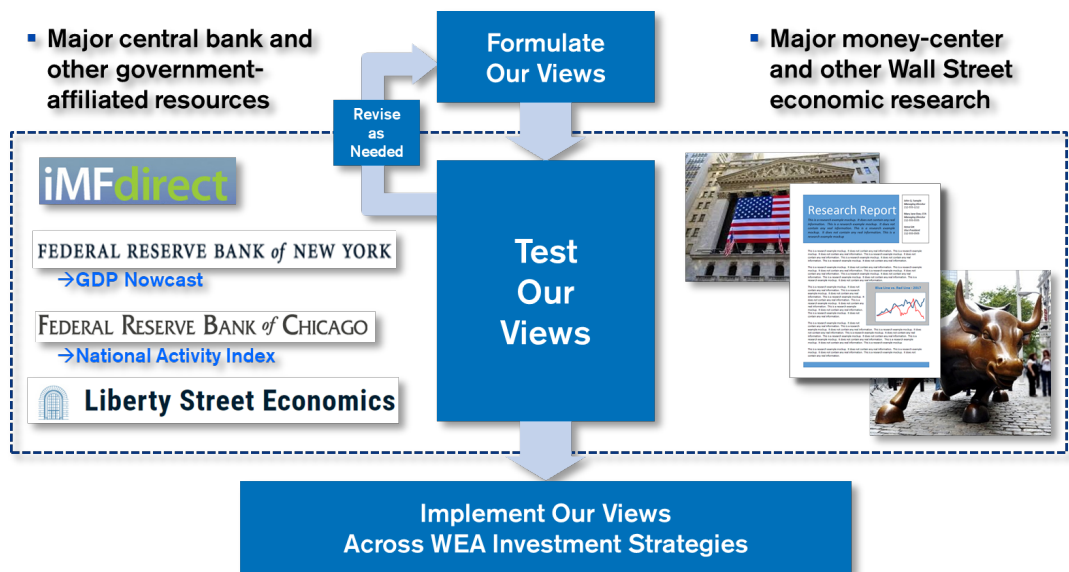 ▪ Major central bank and
other government-
affiliated resources
Formulate
Our Views
▪ Major money-center
and other Wall Street
economic research
Revise
as
Needed
iMFdirect
FEDERAL RESERVE BANK of NEW YORK
→GDP Nowcast
FEDERAL RESERVE BANK of CHICAGO
→National Activity Index
Liberty Street Economics
Test
Our
Views
Research Report
Implement Our Views
Across WEA Investment Strategies